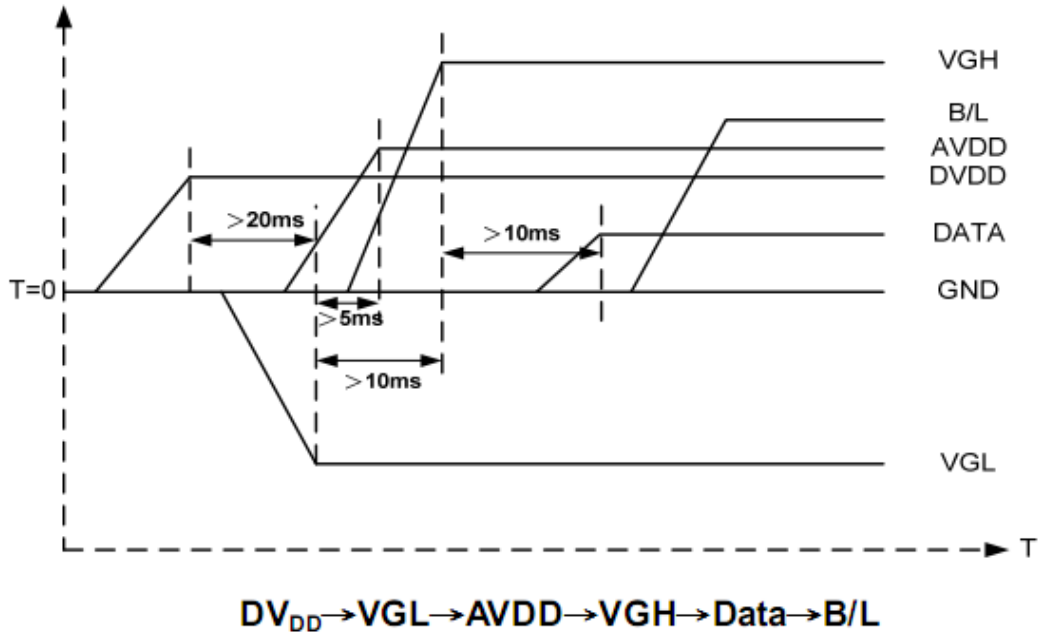 VGH
B/L
AVDD
DVDD
>20ms
>10ms
DATA
T=0
GND
>5ms
>10ms
VGL
T
DVDD→VGL→AVDD→VGH→Data→B/L